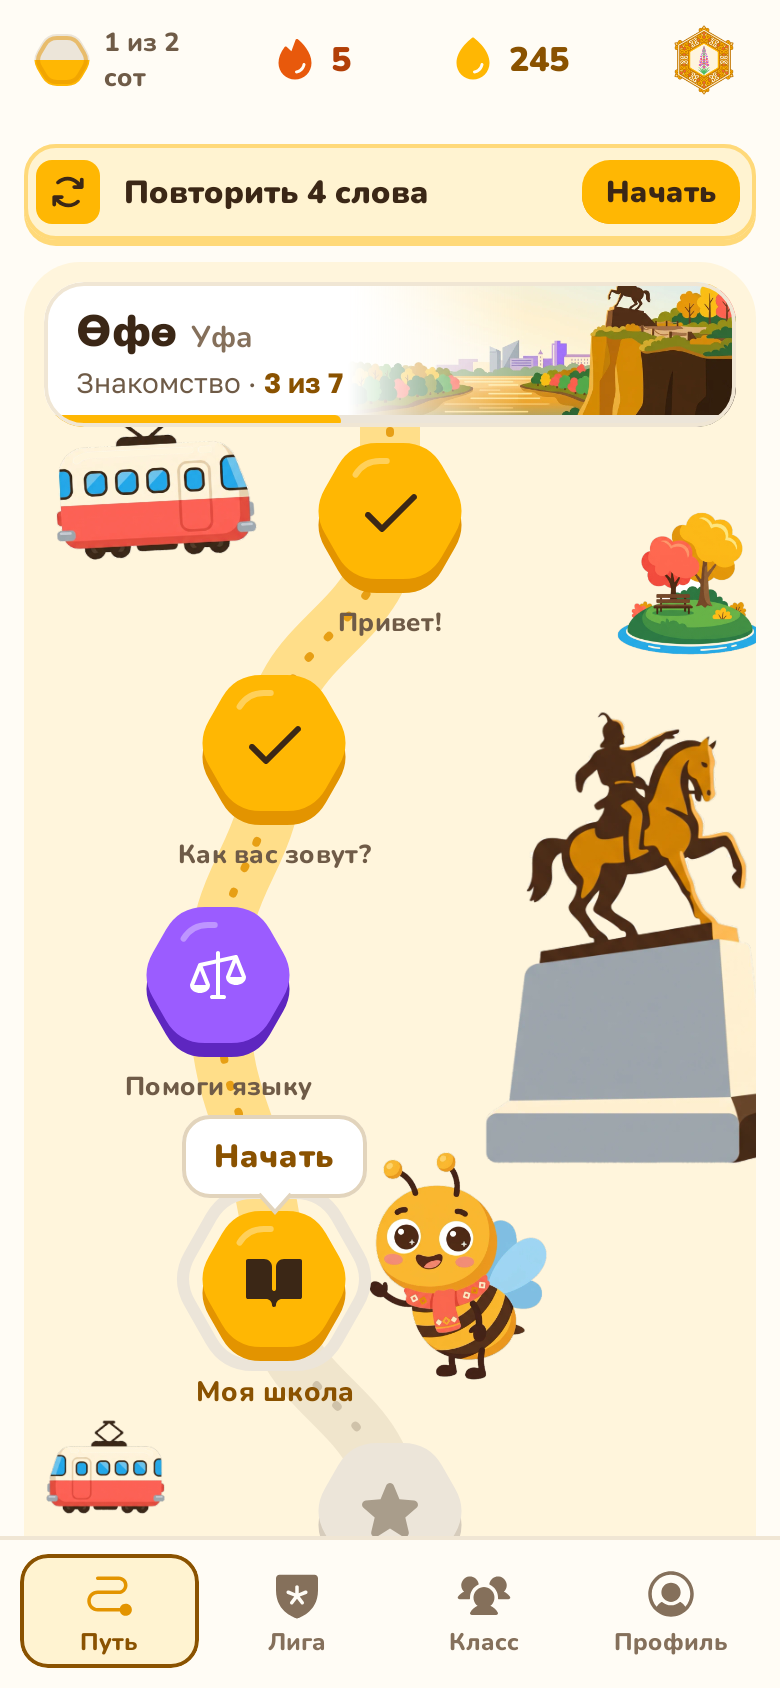 1 из 2
сот
5
245
Повторить 4 слова
Начать
Өфө Уфа
Знакомство · 3 из 7
Привет!
Как вас зовут?
Помоги языку
Начать
Моя школа
Путь
Лига
Класс
Профиль